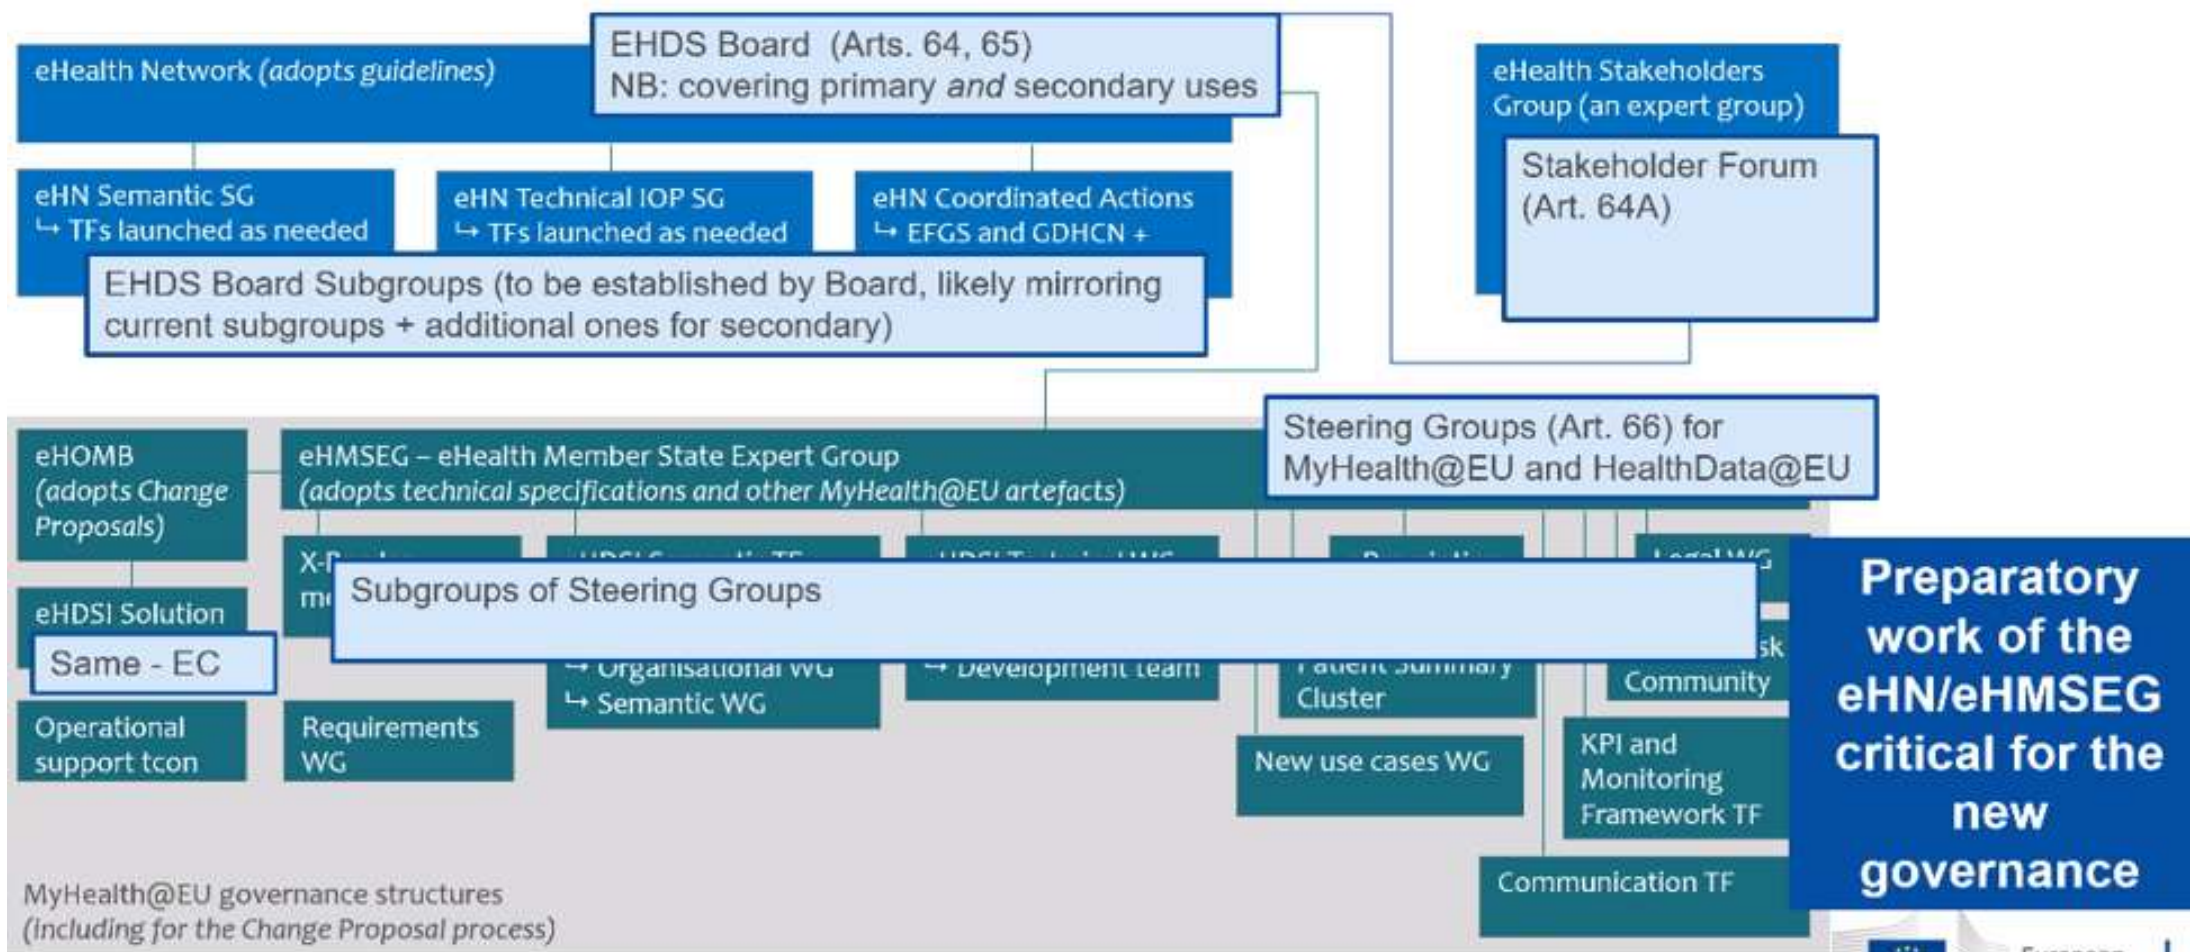 eHealth Network (adopts guidelines)
EHDS Board (Arts. 64, 65)
NB: covering primary and secondary uses
eHealth Stakeholders
Group (an expert group)
Stakeholder Forum
(Art. 64A)
eHN Semantic SG
↳ TFs launched as needed
eHN Technical IOP SG
↳ TFs launched as needed
eHN Coordinated Actions
↳ EFGS and GDHCN +
EHDS Board Subgroups (to be established by Board, likely mirroring
current subgroups + additional ones for secondary)
eHOMB
(adopts Change
Proposals)
eHMSEG – eHealth Member State Expert Group
(adopts technical specifications and other MyHealth@EU artefacts)
Steering Groups (Art. 66) for
MyHealth@EU and HealthData@EU
Legal WG
Subgroups of Steering Groups
eHDSI Solution
Same - EC
↳ Organisational WG
↳ Semantic WG
↳ Development team
Patient Summary
Cluster
Community
Operational
support tcon
Requirements
WG
New use cases WG
KPI and
Monitoring
Framework TF
Communication TF
MyHealth@EU governance structures
(including for the Change Proposal process)
Preparatory
work of the
eHN/eHMSEG
critical for the
new
governance